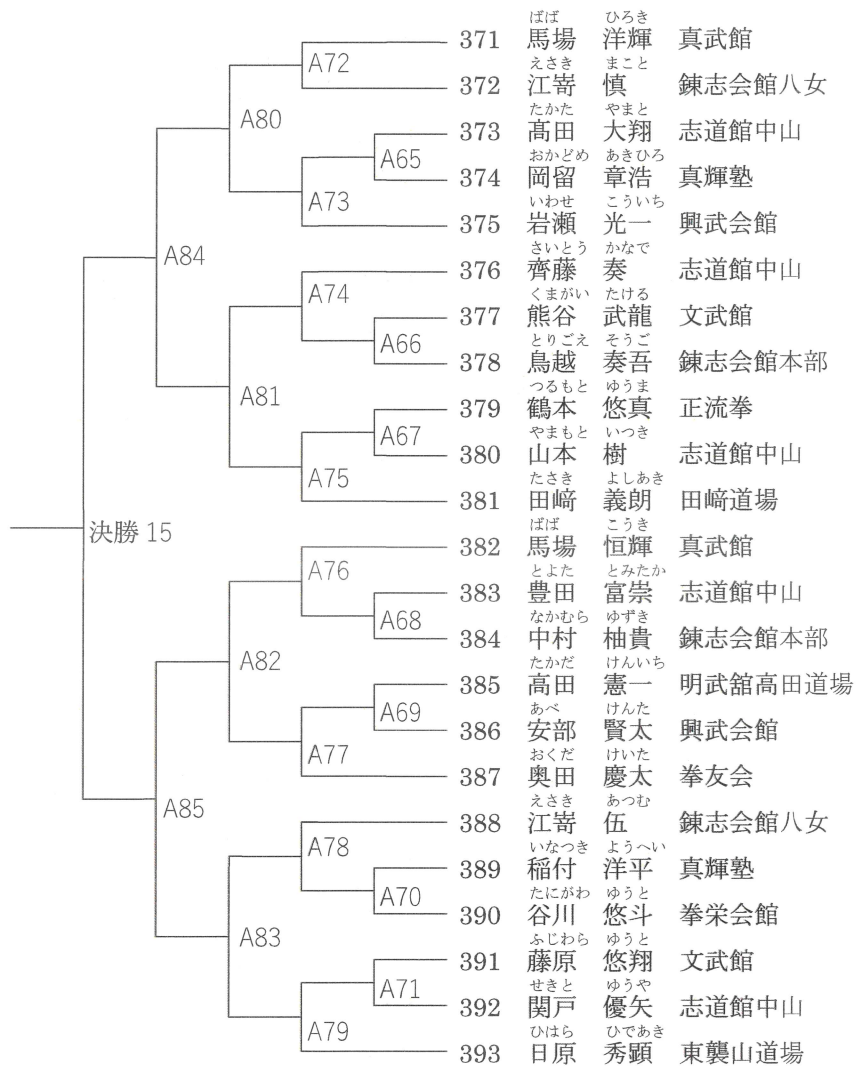 ばば ひろき
371 馬場 洋輝 真武館
A72
えさき まこと
372 江嵜 慎 錬志会館八女
A80
たかた やまと
373 髙田 大翔 志道館中山
A65
おかどめ あきひろ
374 岡留 章浩 真輝塾
A73
いわせ こういち
375 岩瀬 光一 興武会館
A84
さいとう かなで
376 齊藤 奏 志道館中山
A74
くまがい たける
377 熊谷 武龍 文武館
A66
とりごえ そうご
378 鳥越 奏吾 錬志会館本部
A81
つるもと ゆうま
379 鶴本 悠真 正流拳
A67
やまもと いつき
380 山本 樹 志道館中山
A75
たさき よしあき
381 田﨑 義朗 田﨑道場
決勝 15
ばば こうき
382 馬場 恒輝 真武館
A76
とよた とみたか
383 豊田 富崇 志道館中山
A68
なかむら ゆずき
384 中村 柚貴 錬志会館本部
A82
たかだ けんいち
385 高田 憲一 明武舘高田道場
A69
あべ けんた
386 安部 賢太 興武会館
A77
おくだ けいた
387 奥田 慶太 拳友会
A85
えさき あつむ
388 江嵜 伍 錬志会館八女
A78
いなつき ようへい
389 稲付 洋平 真輝塾
A70
たにがわ ゆうと
390 谷川 悠斗 拳栄会館
A83
ふじわら ゆうと
391 藤原 悠翔 文武館
A71
せきと ゆうや
392 関戸 優矢 志道館中山
A79
ひはら ひであき
393 日原 秀顕 東襲山道場